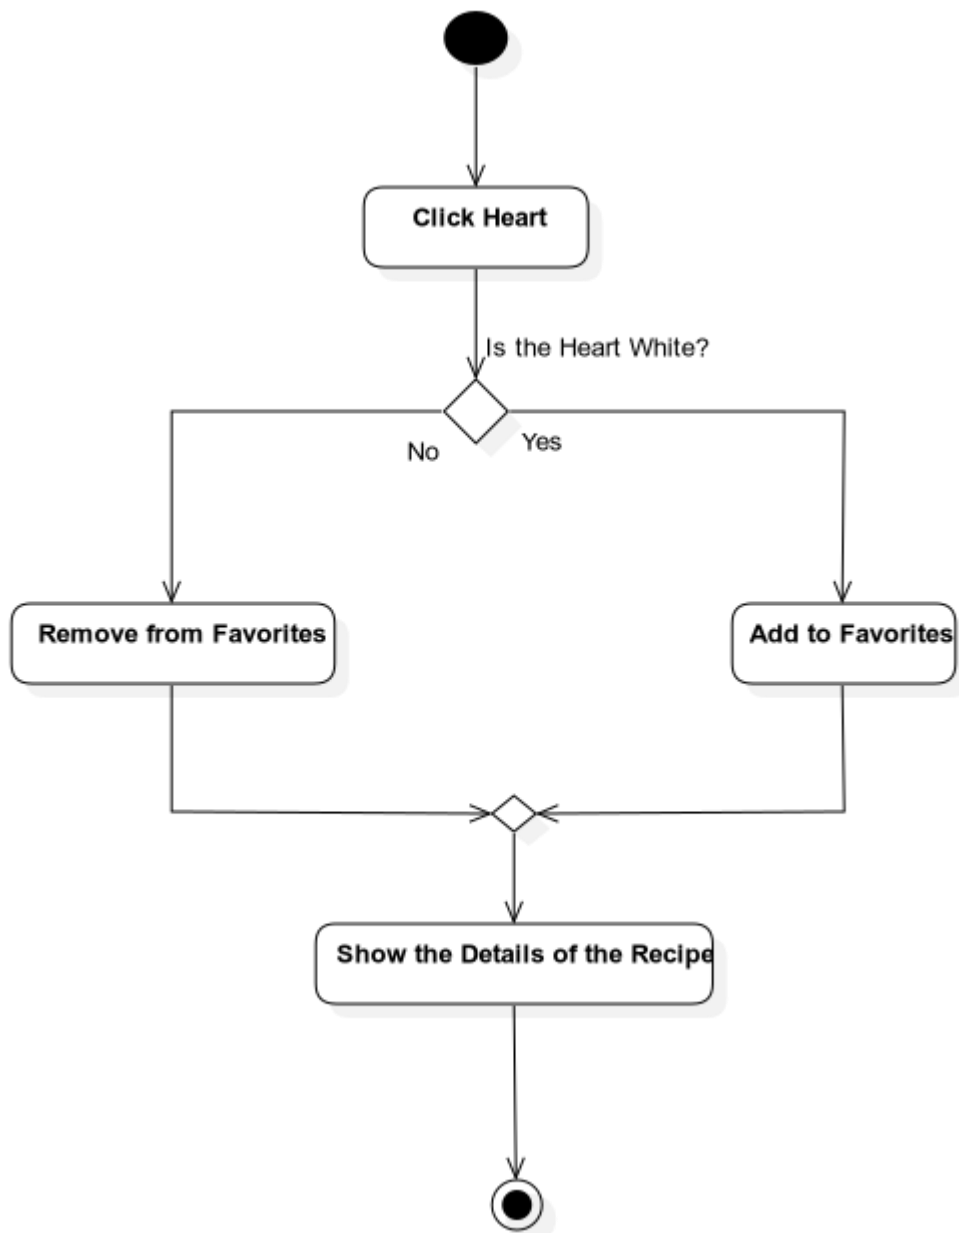 Click Heart
Is the Heart White?
No
Yes
Remove from Favorites
Add to Favorites
Show the Details of the Recipe